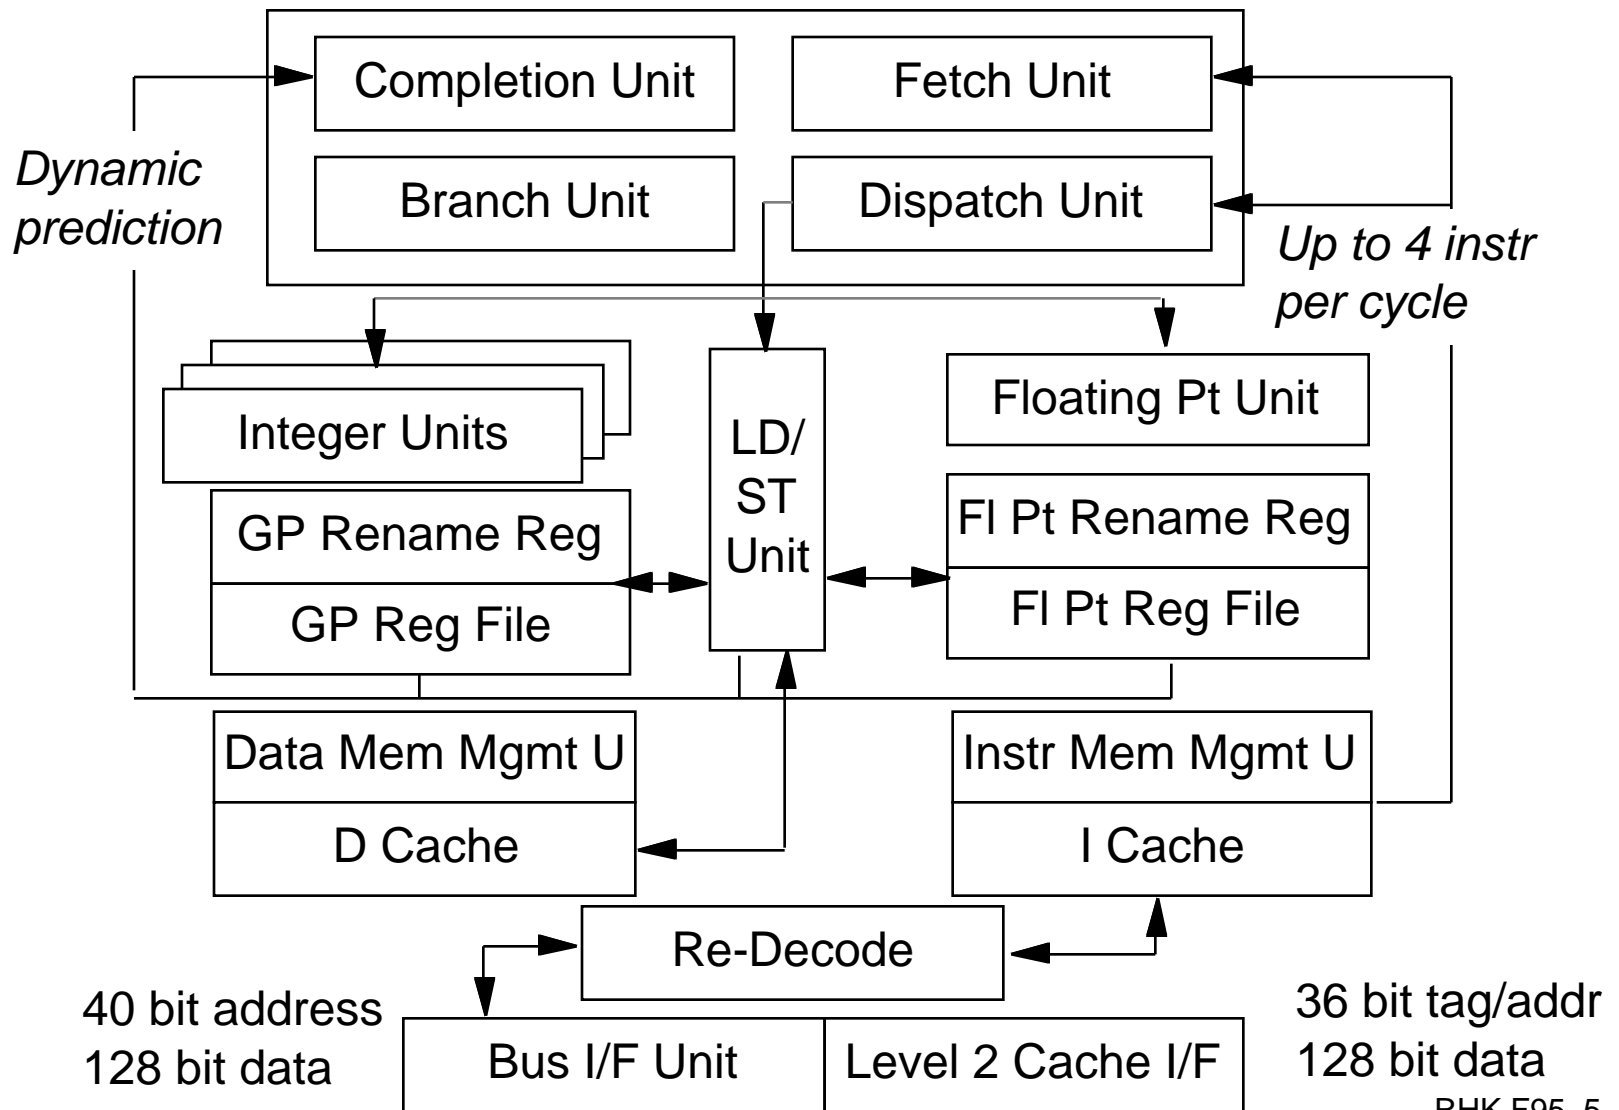 Completion Unit
Fetch Unit
Dynamic
prediction
Branch Unit
Dispatch Unit
Up to 4 instr
per cycle
Integer Units
LD/
ST
Unit
Floating Pt Unit
GP Rename Reg
GP Reg File
Fl Pt Rename Reg
Fl Pt Reg File
Data Mem Mgmt U
D Cache
Instr Mem Mgmt U
I Cache
Re-Decode
40 bit address
128 bit data
Bus I/F Unit
Level 2 Cache I/F
36 bit tag/addr
128 bit data